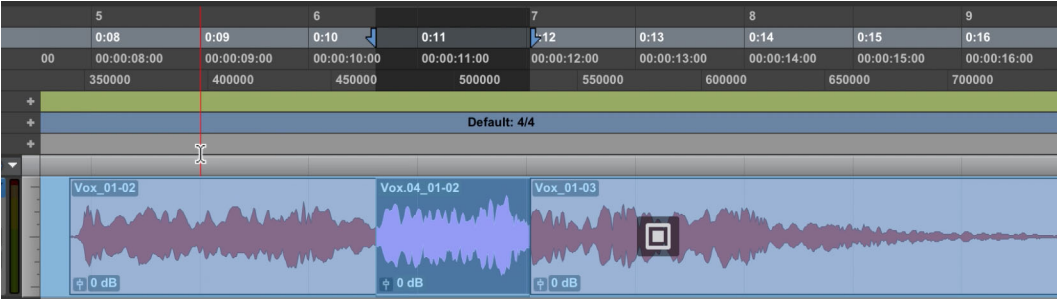 5 6 7 8 9
0:08 0:09 0:10 0:11 0:12 0:13 0:14 0:15 0:16
00 00:00:08:00 00:00:09:00 00:00:10:00 00:00:11:00 00:00:12:00 00:00:13:00 00:00:14:00 00:00:15:00 00:00:16:00
350000 400000 450000 500000 550000 600000 650000 700000
+
+ Default: 4/4
+
Vox_01-02 Vox.04_01-02 Vox_01-03
0 dB 0 dB 0 dB